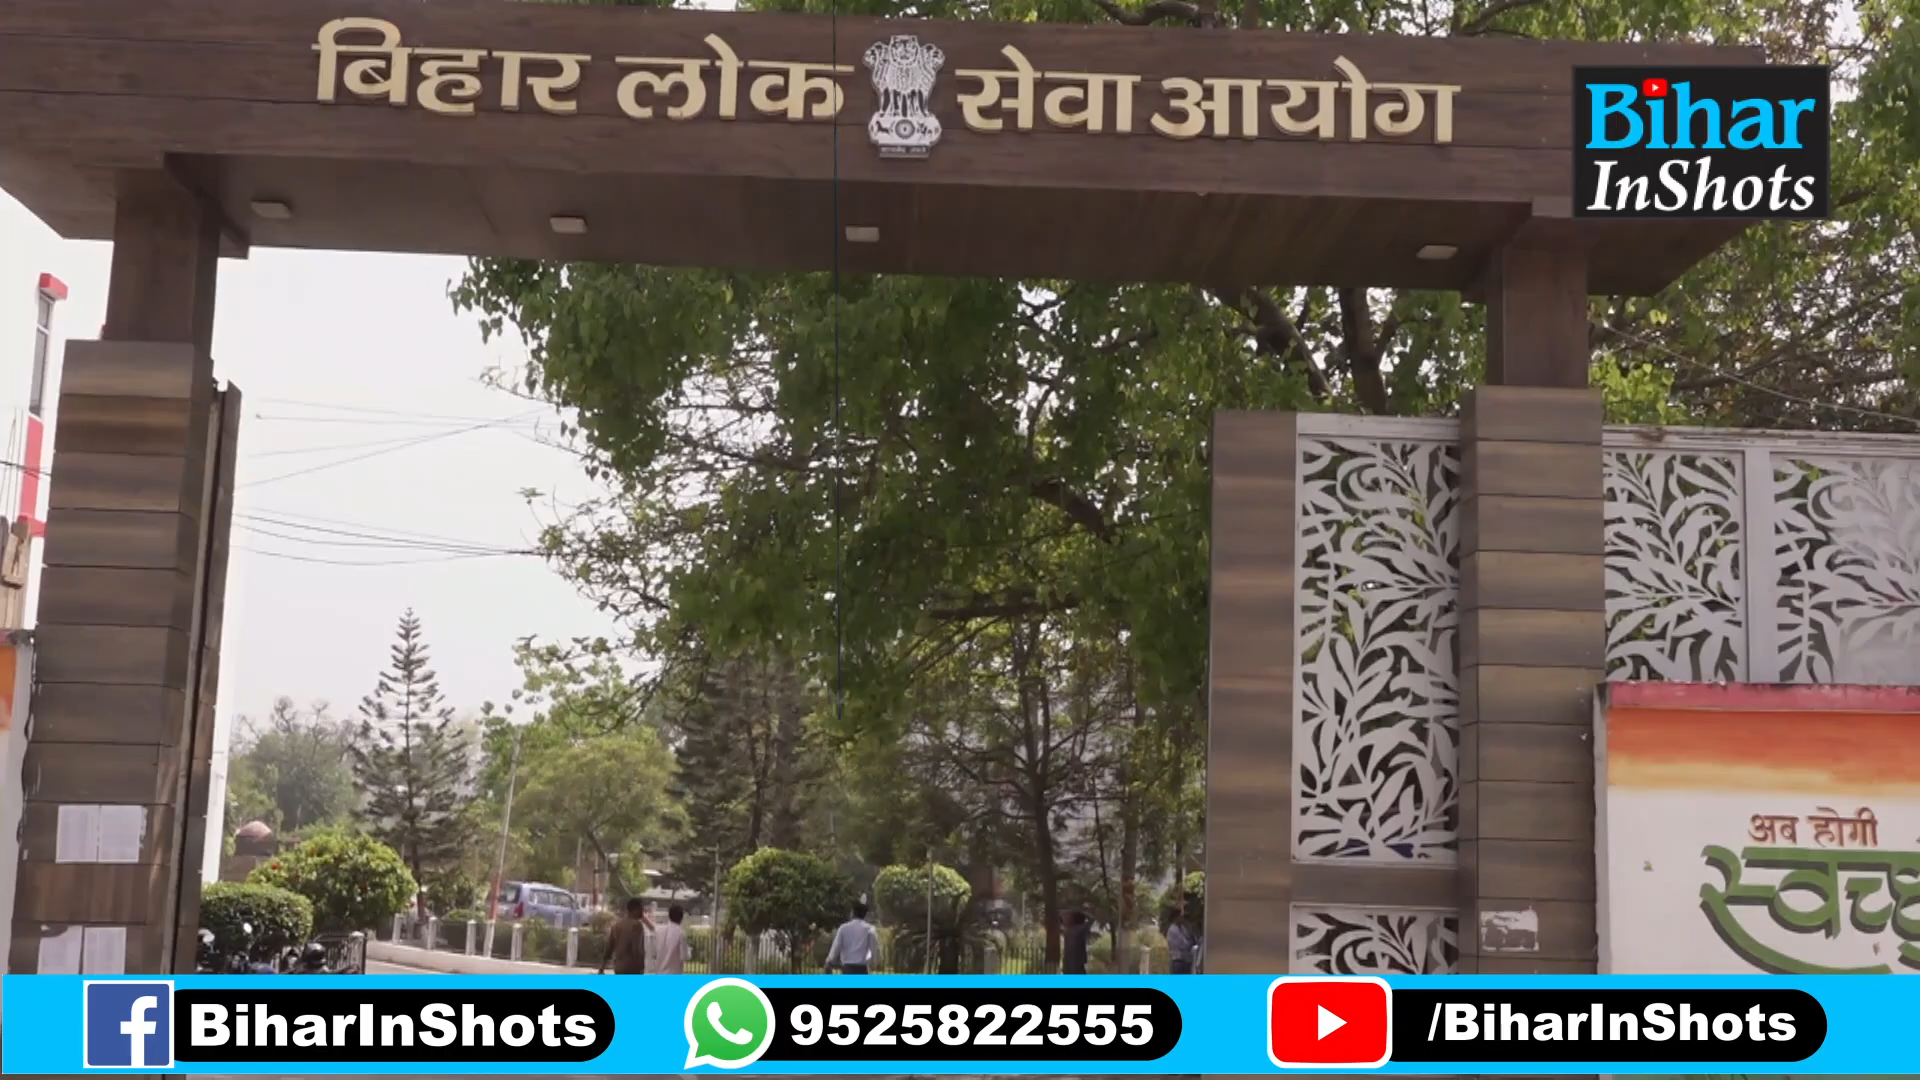 बिहार लोक सेवा आयोग
Bihar
InShots
अब होगी
BiharInShots
9525822555
/BiharInShots